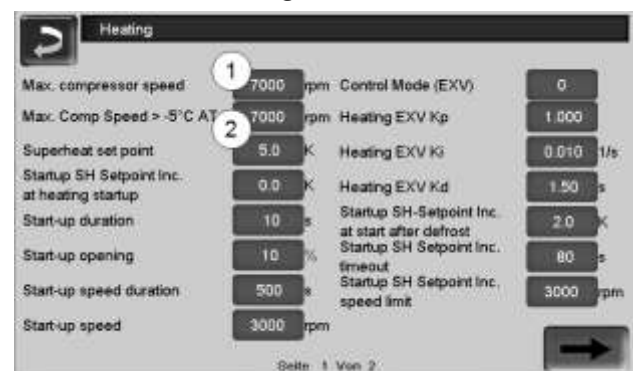 Heating
1
Max. compressor speed 7000 rpm
Control Mode (EXV) 0
2
Max. Comp Speed > -5°C AT 7000 rpm
Heating EXV Kp 1.000
Superheat set point 5.0 K
Heating EXV Ki 0.010 1/s
Startup SH Setpoint Inc.
at heating startup 0.0 K
Heating EXV Kd 1.50 s
Start-up duration 10 s
Startup SH-Setpoint Inc.
at start after defrost 2.0 K
Start-up opening 10 %
Startup SH Setpoint Inc.
timeout 80 s
Start-up speed duration 500 s
Startup SH Setpoint Inc.
speed limit 3000 rpm
Start-up speed 3000 rpm
Seite 1 Von 2